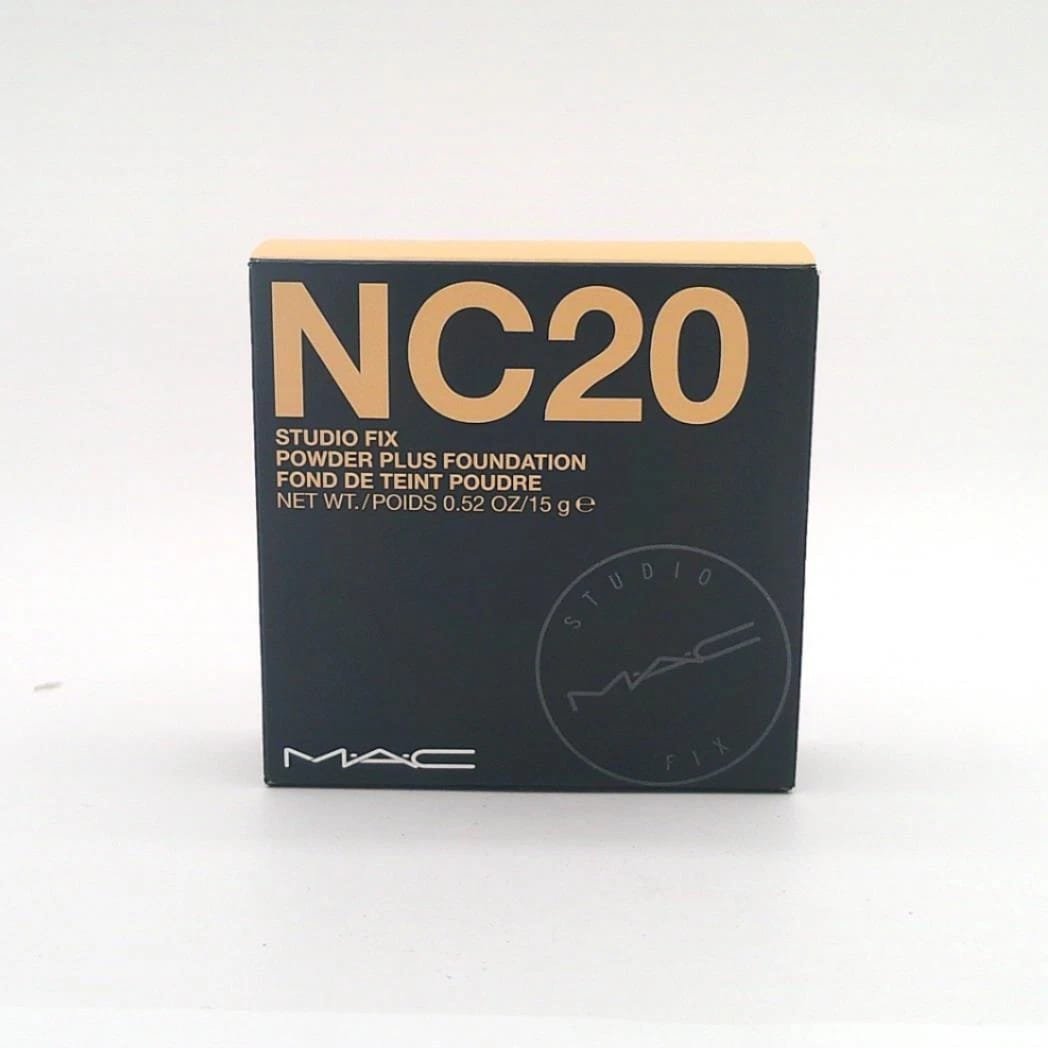 NC20
STUDIO FIX
POWDER PLUS FOUNDATION
FOND DE TEINT POUDRE
NET WT./POIDS 0.52 OZ/15 g ℮
STUDIO
M·A·C
FIX
M·A·C